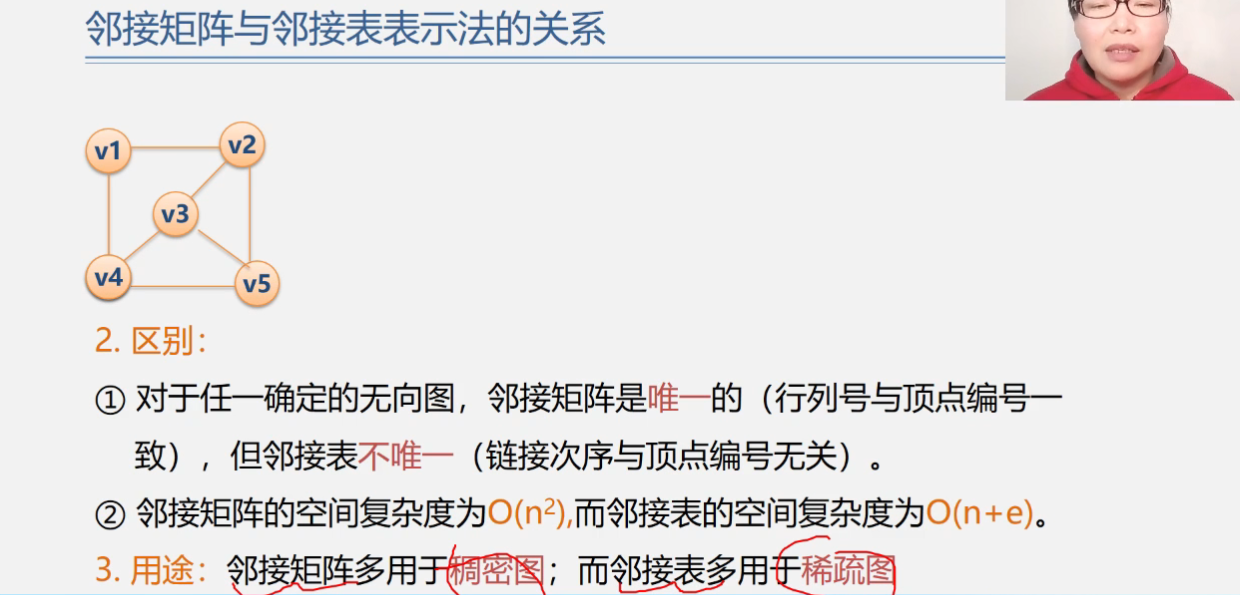 邻接矩阵与邻接表表示法的关系
v1
v2
v3
v4
v5
2. 区别：
① 对于任一确定的无向图，邻接矩阵是唯一的（行列号与顶点编号一
致），但邻接表不唯一（链接次序与顶点编号无关）。
② 邻接矩阵的空间复杂度为O(n²),而邻接表的空间复杂度为O(n+e)。
3. 用途：邻接矩阵多用于稠密图；而邻接表多用于稀疏图